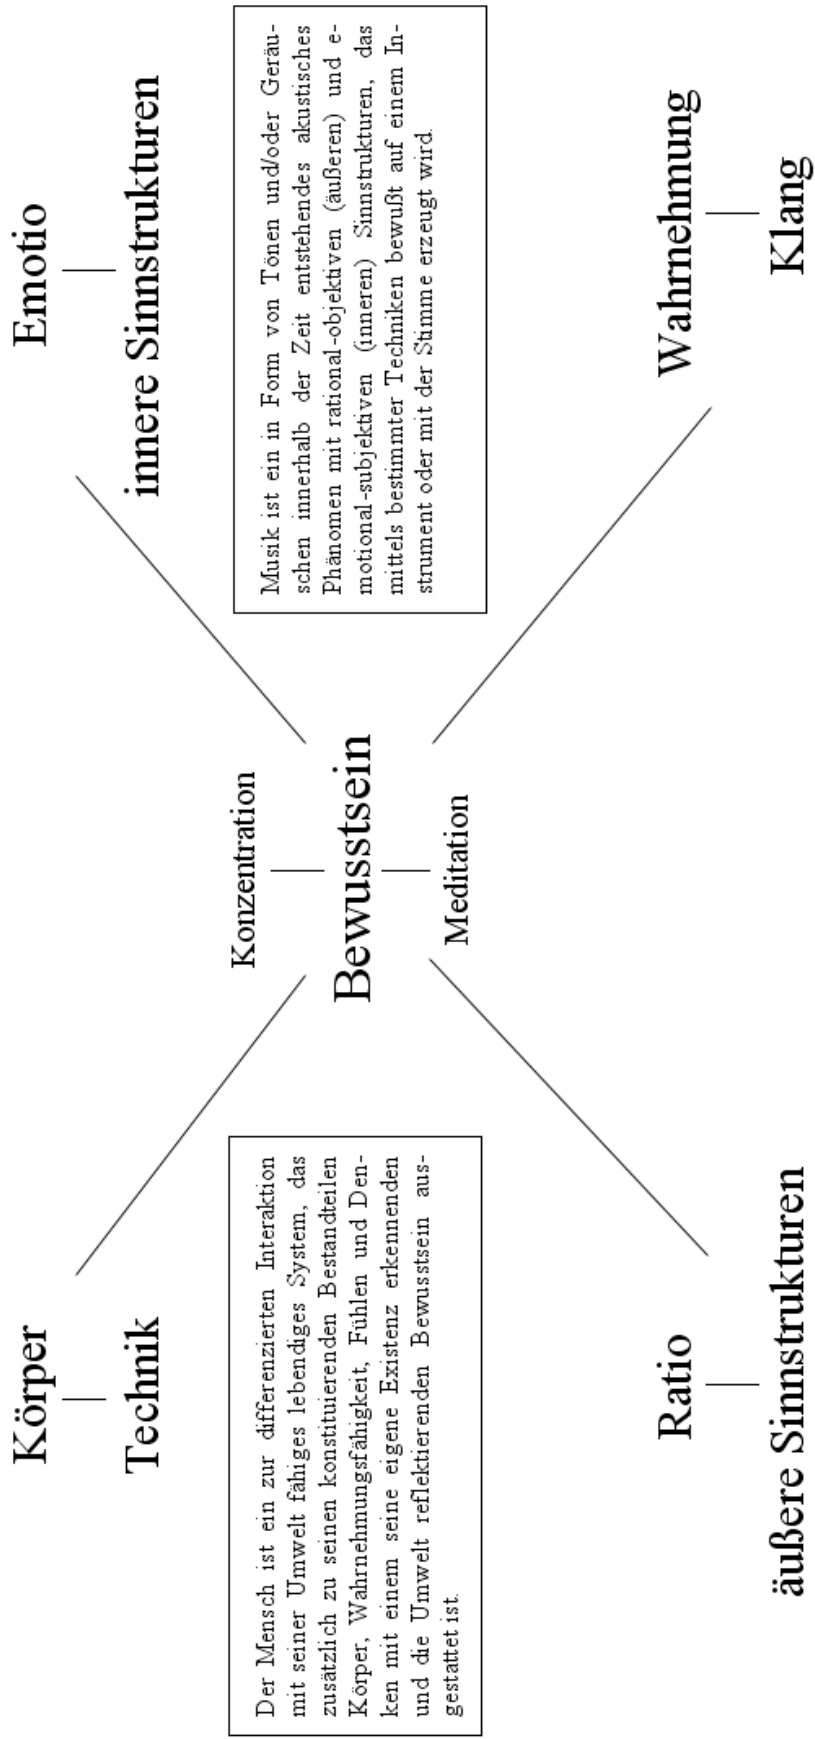 Körper
Technik
Emotio
innere Sinnstrukturen
Der Mensch ist ein zur differenzierten Interaktion
mit seiner Umwelt fähiges lebendiges System, das
zusätzlich zu seinen konstituierenden Bestandteilen
Körper, Wahrnehmungsfähigkeit, Fühlen und Den-
ken mit einem seine eigene Existenz erkennenden
und die Umwelt reflektierenden Bewusstsein aus-
gestattet ist.
Konzentration
Bewusstsein
Meditation
Musik ist ein in Form von Tönen und/oder Geräu-
schen innerhalb der Zeit entstehendes akustisches
Phänomen mit rational-objektiven (äußeren) und e-
motional-subjektiven (inneren) Sinnstrukturen, das
mittels bestimmter Techniken bewußt auf einem In-
strument oder mit der Stimme erzeugt wird.
Ratio
äußere Sinnstrukturen
Wahrnehmung
Klang